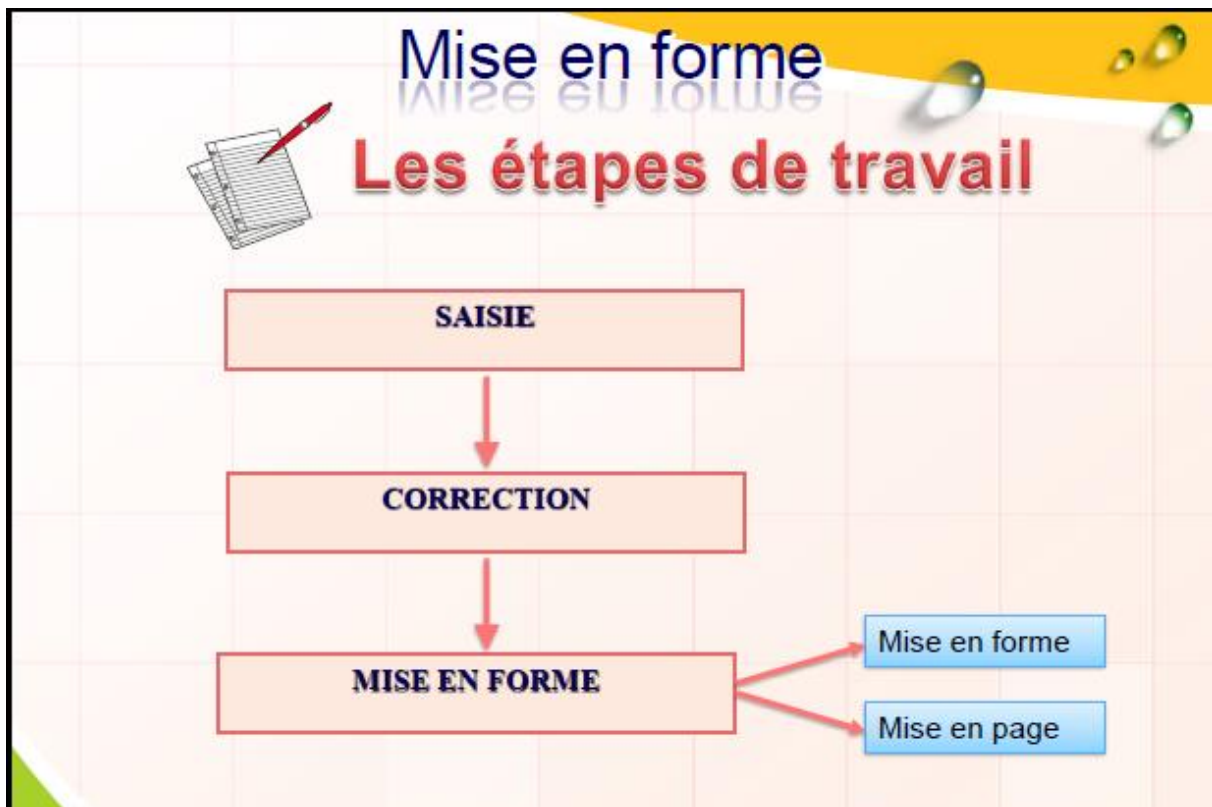 Mise en forme
Les étapes de travail
SAISIE
CORRECTION
MISE EN FORME
Mise en forme
Mise en page